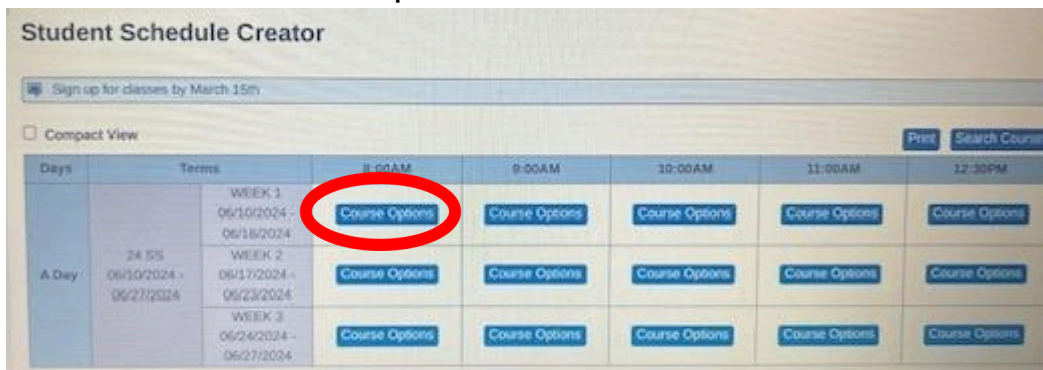 Student Schedule Creator
Sign up for classes by March 15th
Compact View
Print Search Course
Days Terms 8:00AM 9:00AM 10:00AM 11:00AM 12:30PM
A Day
24 SS
06/10/2024 -
06/27/2024
WEEK 1
06/10/2024 -
06/16/2024
Course Options Course Options Course Options Course Options Course Options
WEEK 2
06/17/2024 -
06/23/2024
Course Options Course Options Course Options Course Options Course Options
WEEK 3
06/24/2024 -
06/27/2024
Course Options Course Options Course Options Course Options Course Options